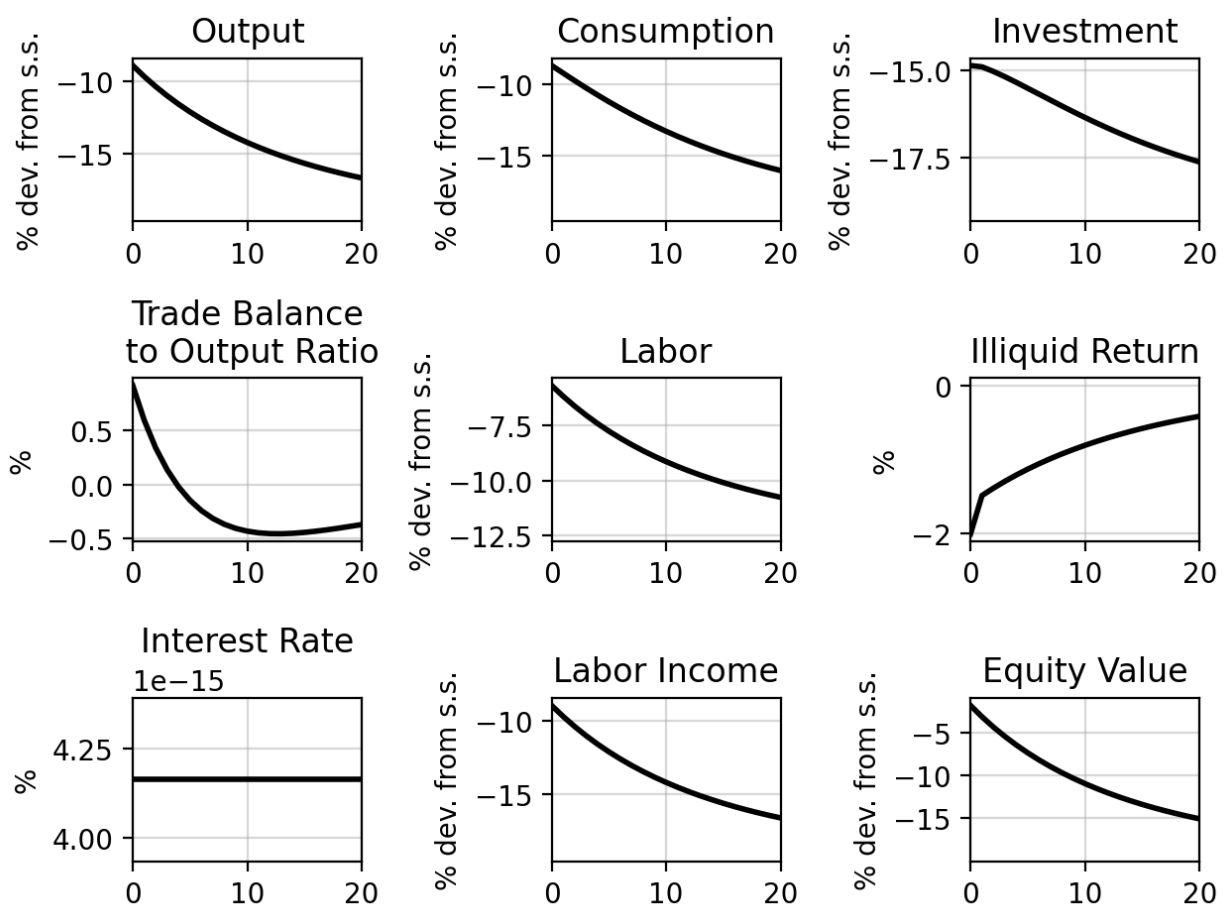 Output
% dev. from s.s.
−10
−15
0 10 20
Consumption
% dev. from s.s.
−10
−15
0 10 20
Investment
% dev. from s.s.
−15.0
−17.5
0 10 20
Trade Balance
to Output Ratio
%
0.5
0.0
−0.5
0 10 20
Labor
% dev. from s.s.
−7.5
−10.0
−12.5
0 10 20
Illiquid Return
%
0
−2
0 10 20
Interest Rate
1e−15
%
4.25
4.00
0 10 20
Labor Income
% dev. from s.s.
−10
−15
0 10 20
Equity Value
% dev. from s.s.
−5
−10
−15
0 10 20